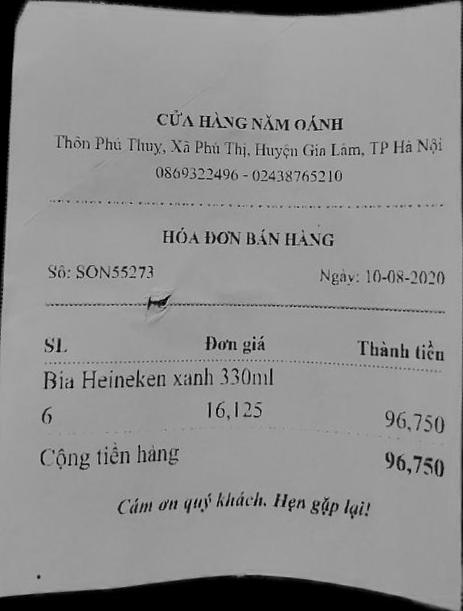 CỬA HÀNG NĂM OÁNH
Thôn Phú Thụy, Xã Phú Thị, Huyện Gia Lâm, TP Hà Nội
0869322496 - 02438765210
HÓA ĐƠN BÁN HÀNG
Số: SON55273 Ngày: 10-08-2020
SL Đơn giá Thành tiền
Bia Heineken xanh 330ml
6 16,125 96,750
Cộng tiền hàng 96,750
Cảm ơn quý khách. Hẹn gặp lại!